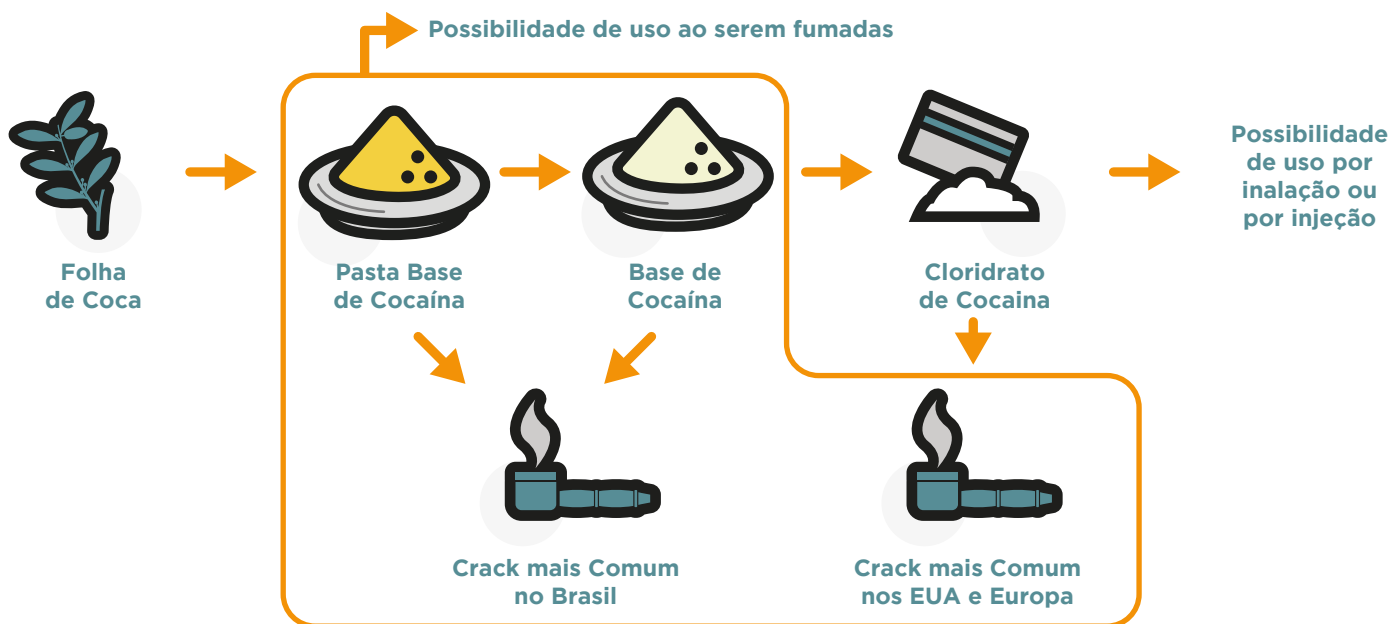 Possibilidade de uso ao serem fumadas
Folha
de Coca
Pasta Base
de Cocaína
Base de
Cocaína
Cloridrato
de Cocaina
Possibilidade
de uso por
inalação ou
por injeção
Crack mais Comum
no Brasil
Crack mais Comum
nos EUA e Europa